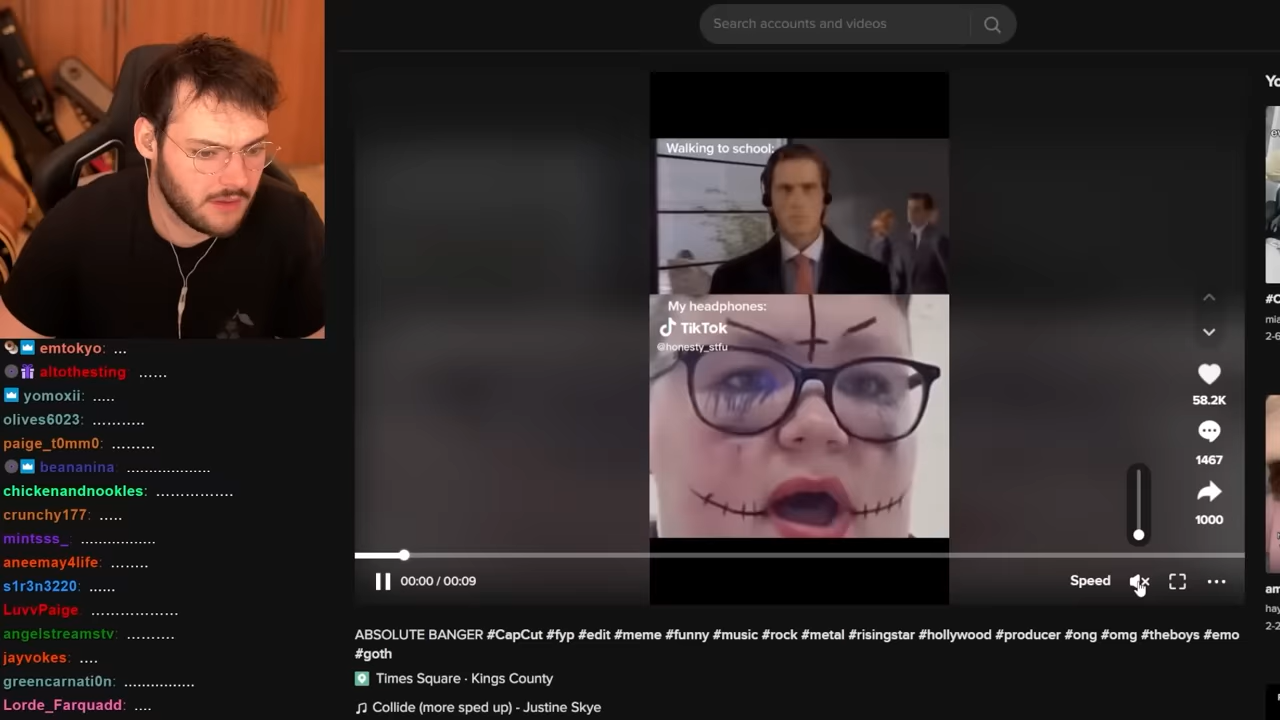 Search accounts and videos
Walking to school:
My headphones:
TikTok
@honesty_stfu
58.2K
1467
1000
00:00 / 00:09
Speed
ABSOLUTE BANGER #CapCut #fyp #edit #meme #funny #music #rock #metal #risingstar #hollywood #producer #ong #omg #theboys #emo
#goth
Times Square · Kings County
Collide (more sped up) - Justine Skye
emtokyo: ...
altothesting: ......
yomoxii: .....
olives6023: ...........
paige_t0mm0: .........
beananina: ...................
chickenandnookles: ................
crunchy177: .....
mintsss_: .................
aneemay4life: ........
s1r3n3220: ......
LuvvPaige: ...................
angelstreamstv: ..........
jayvokes: ....
greencarnati0n: ................
Lorde_Farquadd: ....